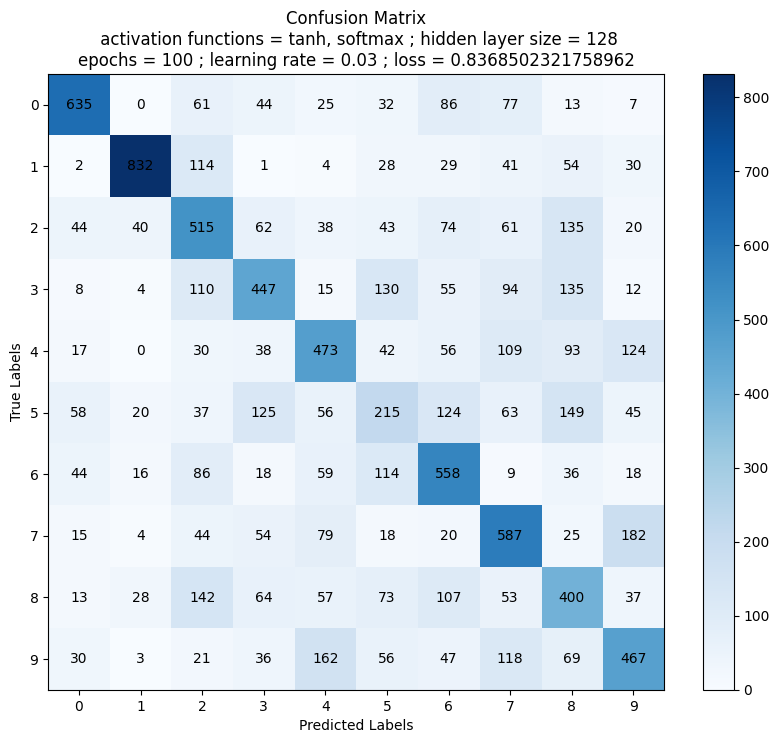 Confusion Matrix
activation functions = tanh, softmax ; hidden layer size = 128
epochs = 100 ; learning rate = 0.03 ; loss = 0.8368502321758962
0 635 0 61 44 25 32 86 77 13 7
1 2 832 114 1 4 28 29 41 54 30
2 44 40 515 62 38 43 74 61 135 20
3 8 4 110 447 15 130 55 94 135 12
4 17 0 30 38 473 42 56 109 93 124
5 58 20 37 125 56 215 124 63 149 45
6 44 16 86 18 59 114 558 9 36 18
7 15 4 44 54 79 18 20 587 25 182
8 13 28 142 64 57 73 107 53 400 37
9 30 3 21 36 162 56 47 118 69 467
0 1 2 3 4 5 6 7 8 9
Predicted Labels
True Labels
800
700
600
500
400
300
200
100
0